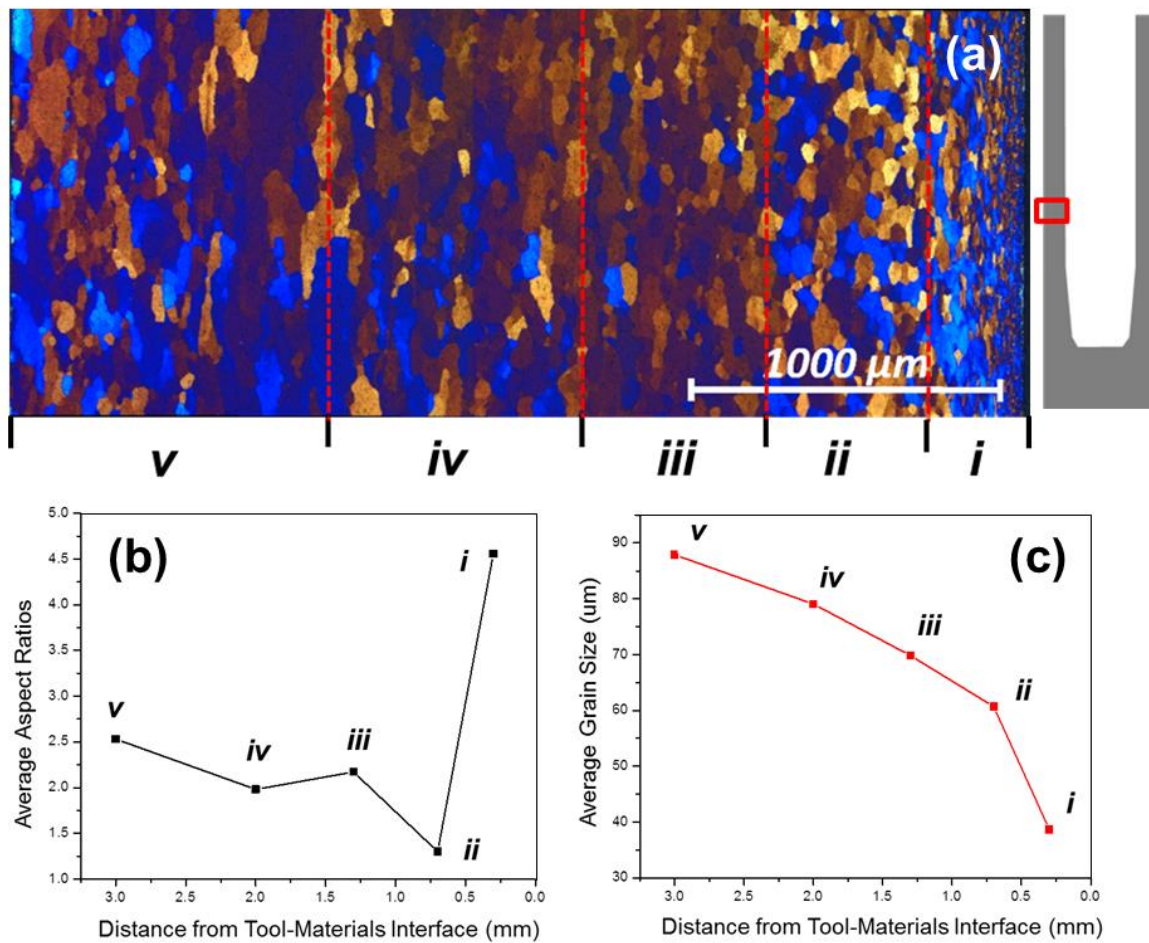 (a)
1000 μm
v iv iii ii i
(b)
Average Aspect Ratios
5.0
4.5
4.0
3.5
3.0
2.5
2.0
1.5
1.0
v
iv
iii
ii
i
3.0 2.5 2.0 1.5 1.0 0.5 0.0
Distance from Tool-Materials Interface (mm)
(c)
Average Grain Size (um)
90
80
70
60
50
40
30
v
iv
iii
ii
i
3.0 2.5 2.0 1.5 1.0 0.5 0.0
Distance from Tool-Materials Interface (mm)